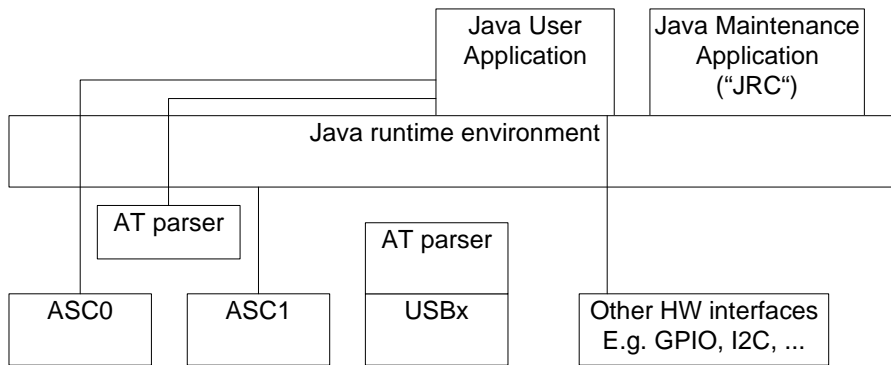 Java User
Application
Java Maintenance
Application
(“JRC“)
Java runtime environment
AT parser
AT parser
ASC0
ASC1
USBx
Other HW interfaces
E.g. GPIO, I2C, ...